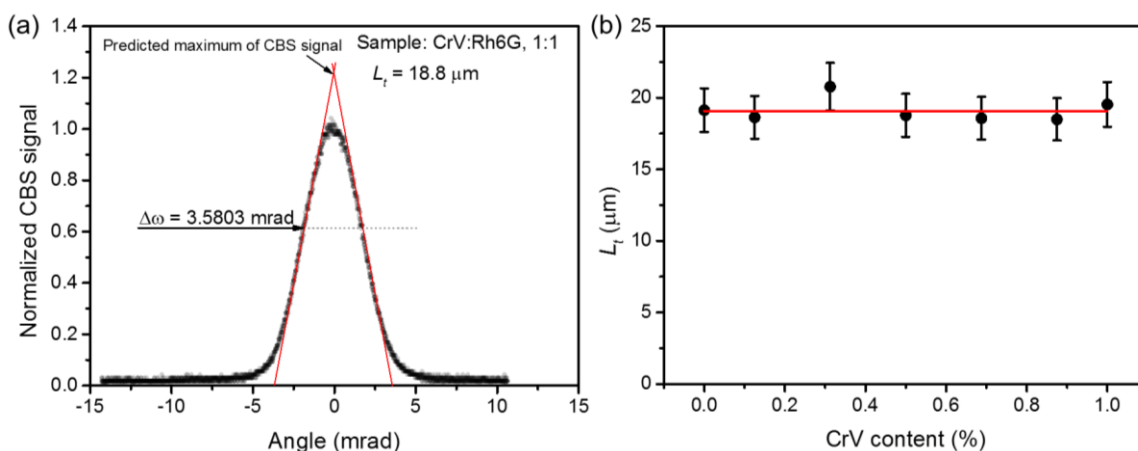 (a)
1.4
1.2
1.0
0.8
0.6
0.4
0.2
0.0
Normalized CBS signal
Predicted maximum of CBS signal
Sample: CrV:Rh6G, 1:1
Lₜ = 18.8 μm
Δω = 3.5803 mrad
-15 -10 -5 0 5 10 15
Angle (mrad)
(b)
25
20
15
10
5
0
Lₜ (μm)
0.0 0.2 0.4 0.6 0.8 1.0
CrV content (%)